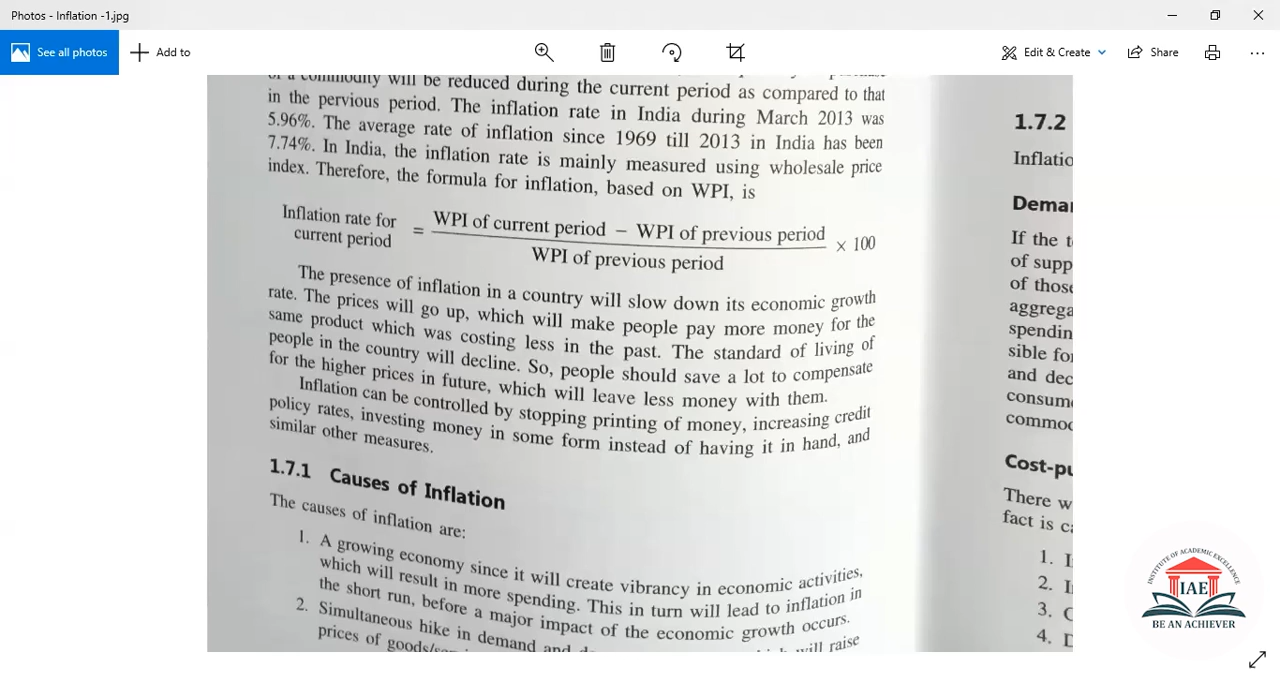 Photos - Inflation -1.jpg
See all photos
Add to
Edit & Create
Share
of a commodity will be reduced during the current period as compared to that
in the pervious period. The inflation rate in India during March 2013 was
5.96%. The average rate of inflation since 1969 till 2013 in India has been
7.74%. In India, the inflation rate is mainly measured using wholesale price
index. Therefore, the formula for inflation, based on WPI, is
Inflation rate for
current period
=
WPI of current period − WPI of previous period
WPI of previous period
× 100
The presence of inflation in a country will slow down its economic growth
rate. The prices will go up, which will make people pay more money for the
same product which was costing less in the past. The standard of living of
people in the country will decline. So, people should save a lot to compensate
for the higher prices in future, which will leave less money with them.
Inflation can be controlled by stopping printing of money, increasing credit
policy rates, investing money in some form instead of having it in hand, and
similar other measures.
1.7.1 Causes of Inflation
The causes of inflation are:
1. A growing economy since it will create vibrancy in economic activities,
which will result in more spending. This in turn will lead to inflation in
the short run, before a major impact of the economic growth occurs.
2. Simultaneous hike in demand and
will raise
prices of
1.7.2
Inflatio
Dema
If the t
of supp
of those
aggrega
spendin
sible fo
and dec
consum
commod
Cost-pu
There w
fact is ca
1. I
2. I
3. C
4. D
INSTITUTE OF ACADEMIC EXCELLENCE
IAE
BE AN ACHIEVER